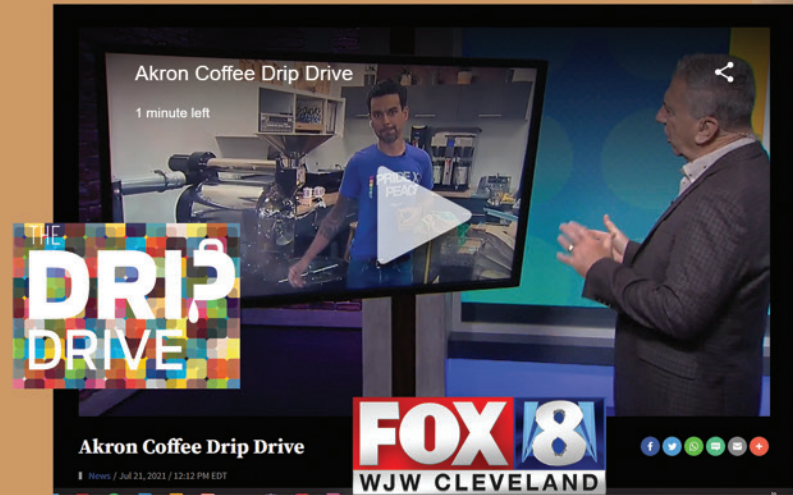 Akron Coffee Drip Drive
1 minute left
PRIDE X
PEACE
THE
DRIP
DRIVE
Akron Coffee Drip Drive
News / Jul 21, 2021 / 12:12 PM EDT
FOX 8
WJW CLEVELAND